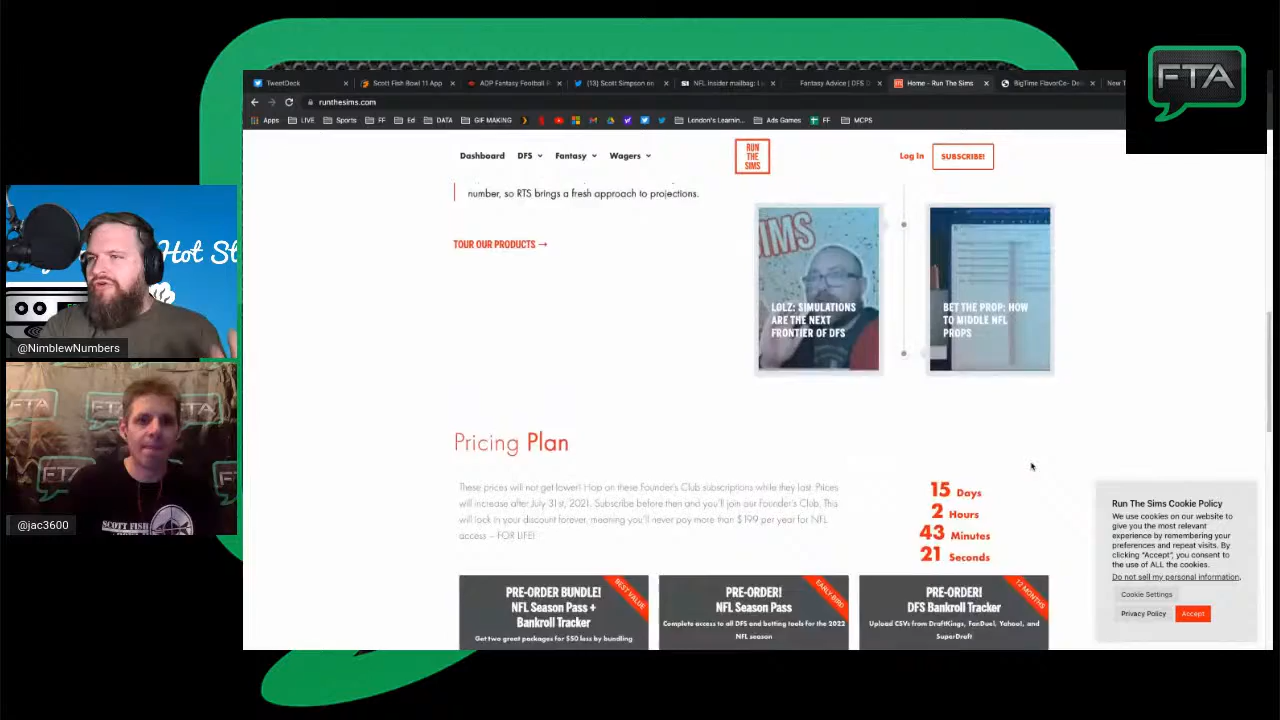 FTA
TweetDeck
Scott Fish Bowl 11 App
ADP Fantasy Football
(13) Scott Simpson on
NFL Insider mailbag:
Fantasy Advice | DFS
Home - Run The Sims
BigTime FlavorCo- De
New T
runthesims.com
Apps
LIVE
Sports
FF
Ed
DATA
GIF MAKING
London's Learnin...
Ads Games
FF
MCPS
Dashboard
DFS
Fantasy
Wagers
RUN
THE
SIMS
Log In
SUBSCRIBE!
number, so RTS brings a fresh approach to projections.
TOUR OUR PRODUCTS →
SIMS
LOLZ: SIMULATIONS
ARE THE NEXT
FRONTIER OF DFS
BET THE PROP: HOW
TO MIDDLE NFL
PROPS
Hot St
@NimblewNumbers
FTA
SCOTT FISH
@jac3600
Pricing Plan
These prices will not get lower! Hop on these Founder's Club subscriptions while they last. Prices
will increase after July 31st, 2021. Subscribe before then and you'll join our Founder's Club. This
will lock in your discount forever, meaning you'll never pay more than $199 per year for NFL
access – FOR LIFE!
15 Days
2 Hours
43 Minutes
21 Seconds
PRE-ORDER BUNDLE!
NFL Season Pass +
Bankroll Tracker
Get two great packages for $50 less by bundling
BEST VALUE
PRE-ORDER!
NFL Season Pass
Complete access to all DFS and betting tools for the 2022
NFL season
EARLY-BIRD
PRE-ORDER!
DFS Bankroll Tracker
Upload CSVs from DraftKings, FanDuel, Yahoo!, and
SuperDraft
12 MONTHS
Run The Sims Cookie Policy
We use cookies on our website to
give you the most relevant
experience by remembering your
preferences and repeat visits. By
clicking "Accept", you consent to
the use of ALL the cookies.
Do not sell my personal information.
Cookie Settings
Privacy Policy
Accept